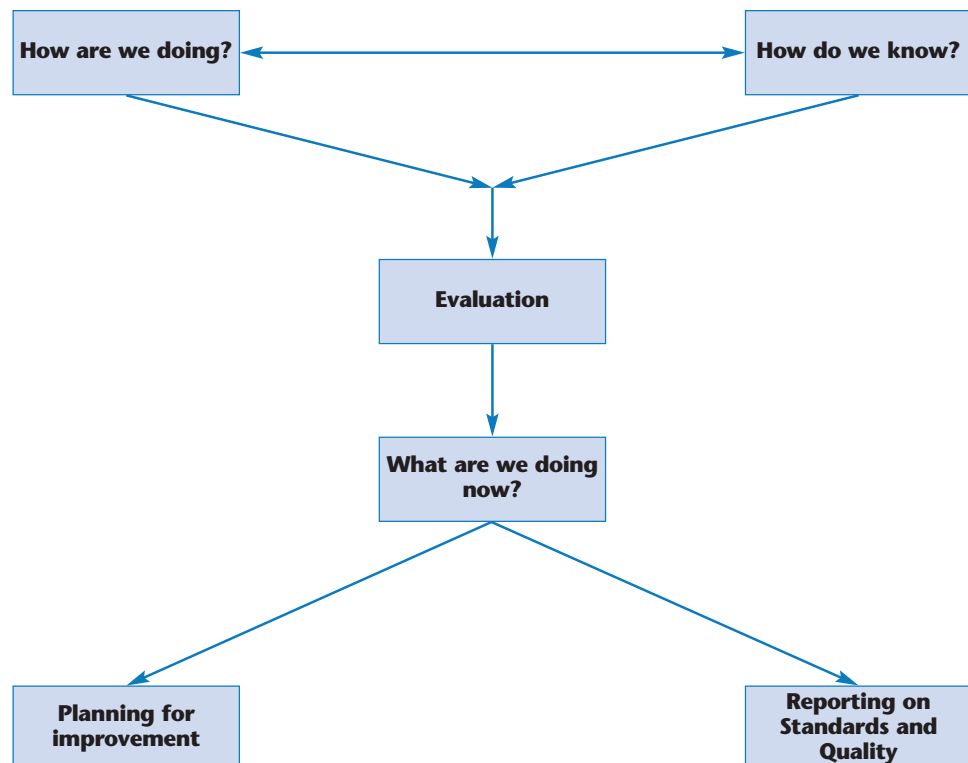 How are we doing?
How do we know?
Evaluation
What are we doing
now?
Planning for
improvement
Reporting on
Standards and
Quality